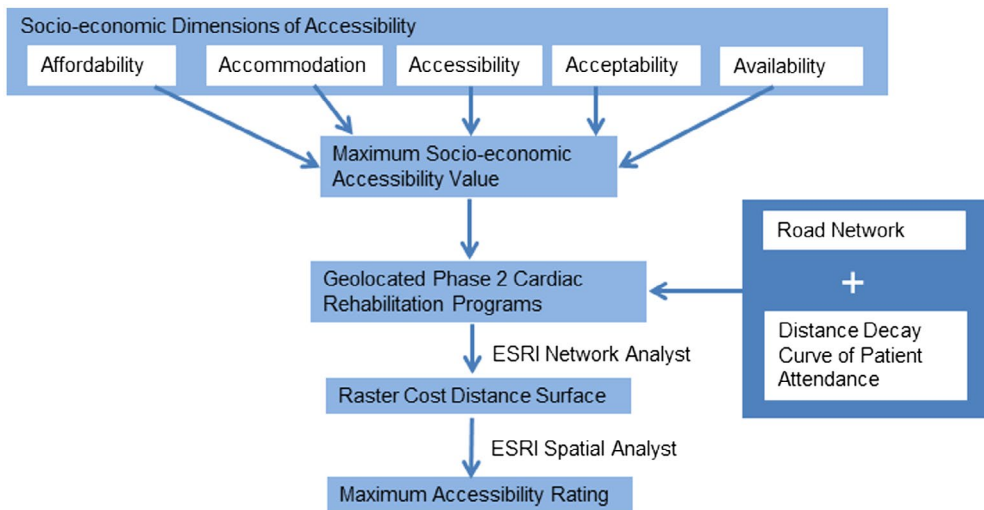 Socio-economic Dimensions of Accessibility
Affordability
Accommodation
Accessibility
Acceptability
Availability
Maximum Socio-economic
Accessibility Value
Road Network
+
Distance Decay
Curve of Patient
Attendance
Geolocated Phase 2 Cardiac
Rehabilitation Programs
ESRI Network Analyst
Raster Cost Distance Surface
ESRI Spatial Analyst
Maximum Accessibility Rating